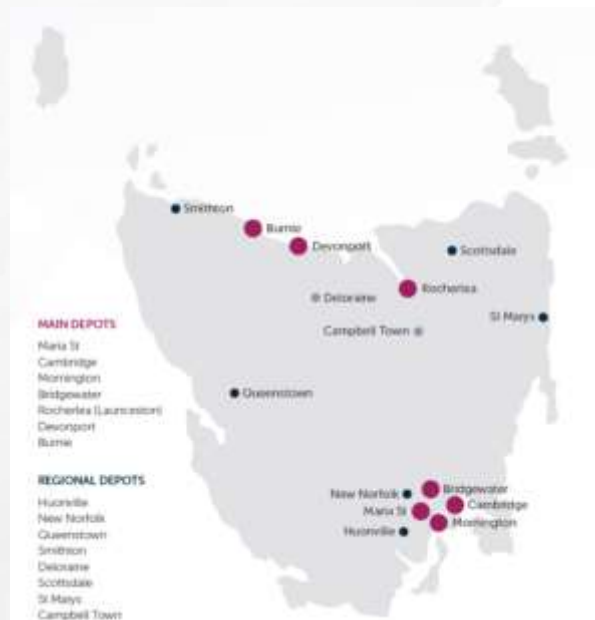 Smithton
Burnie
Devonport
Scottsdale
Rocherlea
Deloraine
St Marys
Campbell Town
MAIN DEPOTS
Maria St
Cambridge
Mornington
Bridgewater
Rocherlea (Launceston)
Devonport
Burnie
Queenstown
REGIONAL DEPOTS
Huonville
New Norfolk
Queenstown
Smithton
Deloraine
Scottsdale
St Marys
Campbell Town
New Norfolk
Bridgewater
Maria St
Cambridge
Mornington
Huonville